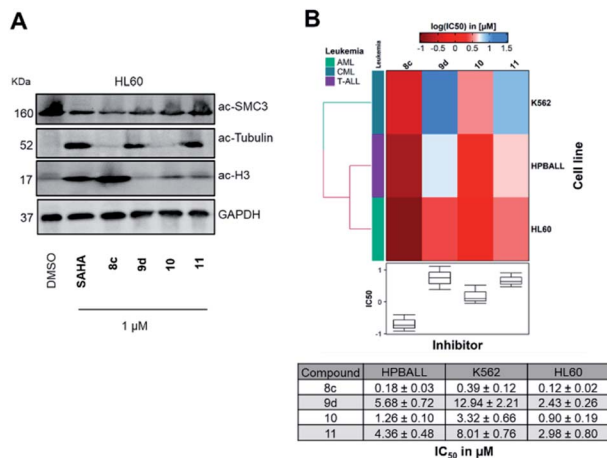 A
HL60
KDa
160
ac-SMC3
52
ac-Tubulin
17
ac-H3
37
GAPDH
DMSO
SAHA
8c
9d
10
11
1 µM
B
log(IC50) in [µM]
-1 -0.5 0 0.5 1 1.5
Leukemia
AML
CML
T-ALL
Leukemia
8c
9d
10
11
K562
HPBALL
HL60
Cell line
IC50
1
0
-1
Inhibitor
Compound HPBALL K562 HL60
8c 0.18 ± 0.03 0.39 ± 0.12 0.12 ± 0.02
9d 5.68 ± 0.72 12.94 ± 2.21 2.43 ± 0.26
10 1.26 ± 0.10 3.32 ± 0.66 0.90 ± 0.19
11 4.36 ± 0.48 8.01 ± 0.76 2.98 ± 0.80
IC50 in µM